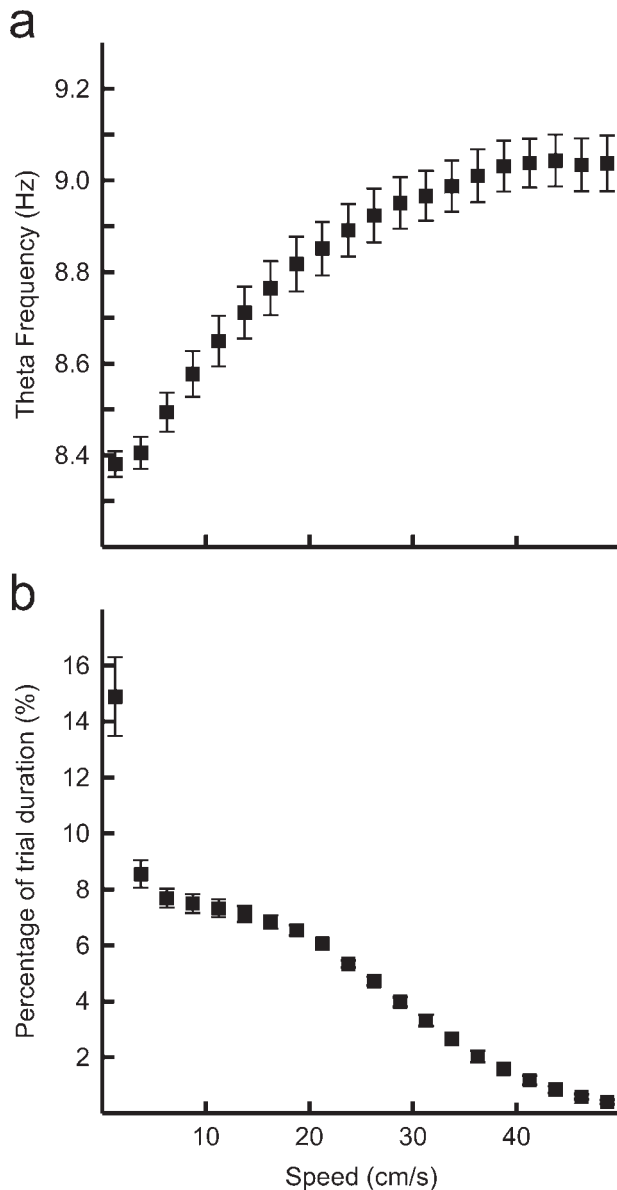 a
Theta Frequency (Hz)
9.2
9.0
8.8
8.6
8.4
b
Percentage of trial duration (%)
16
14
12
10
8
6
4
2
10 20 30 40
Speed (cm/s)